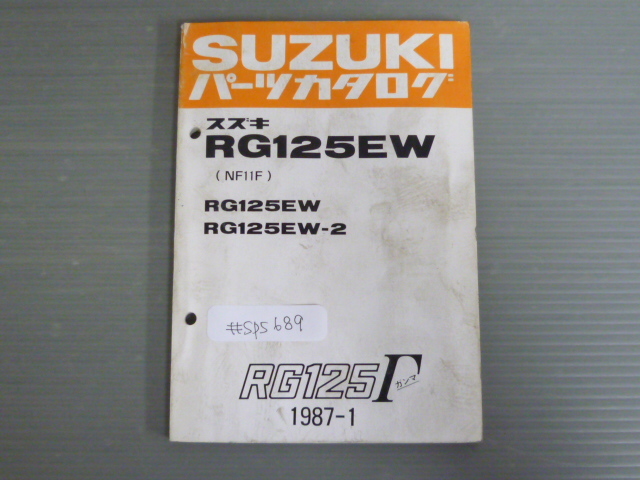 SUZUKI
パーツカタログ
スズキ
RG125EW
(NF11F)
RG125EW
RG125EW-2
#SPS689
RG125Γ
ガンマ
1987-1